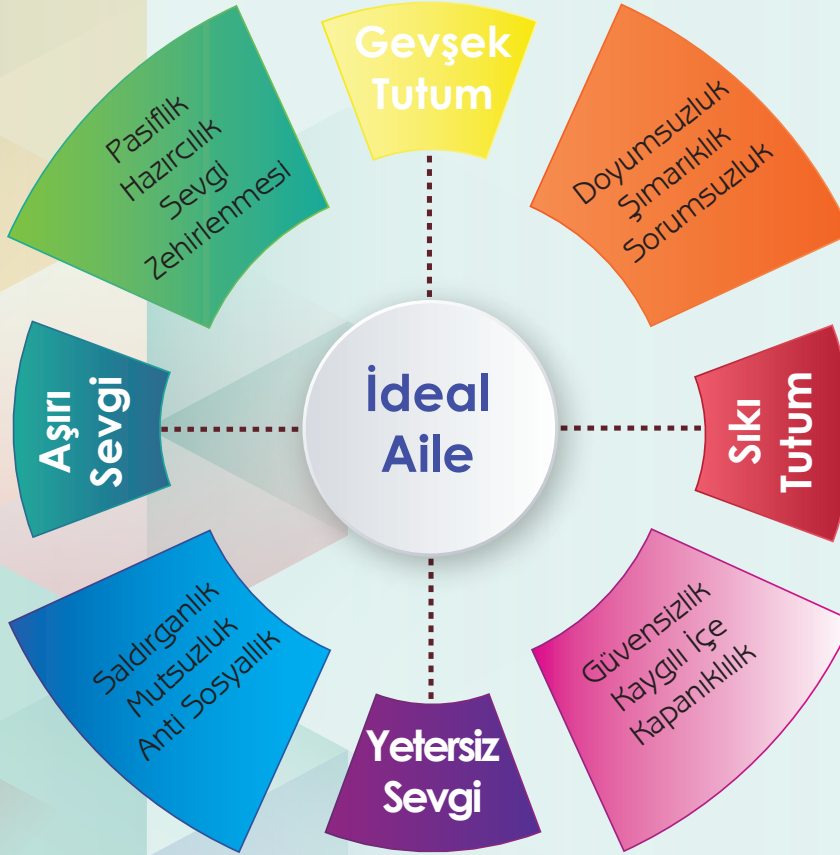 Gevşek
Tutum
Pasiflik
Hazırcılık
Sevgi
Zehirlenmesi
Doyumsuzluk
Şımarıklık
Sorumsuzluk
Aşırı
Sevgi
İdeal
Aile
Sıkı
Tutum
Saldırganlık
Mutsuzluk
Anti Sosyallik
Güvensizlik
Kaygılı İçe
Kapanıklılık
Yetersiz
Sevgi